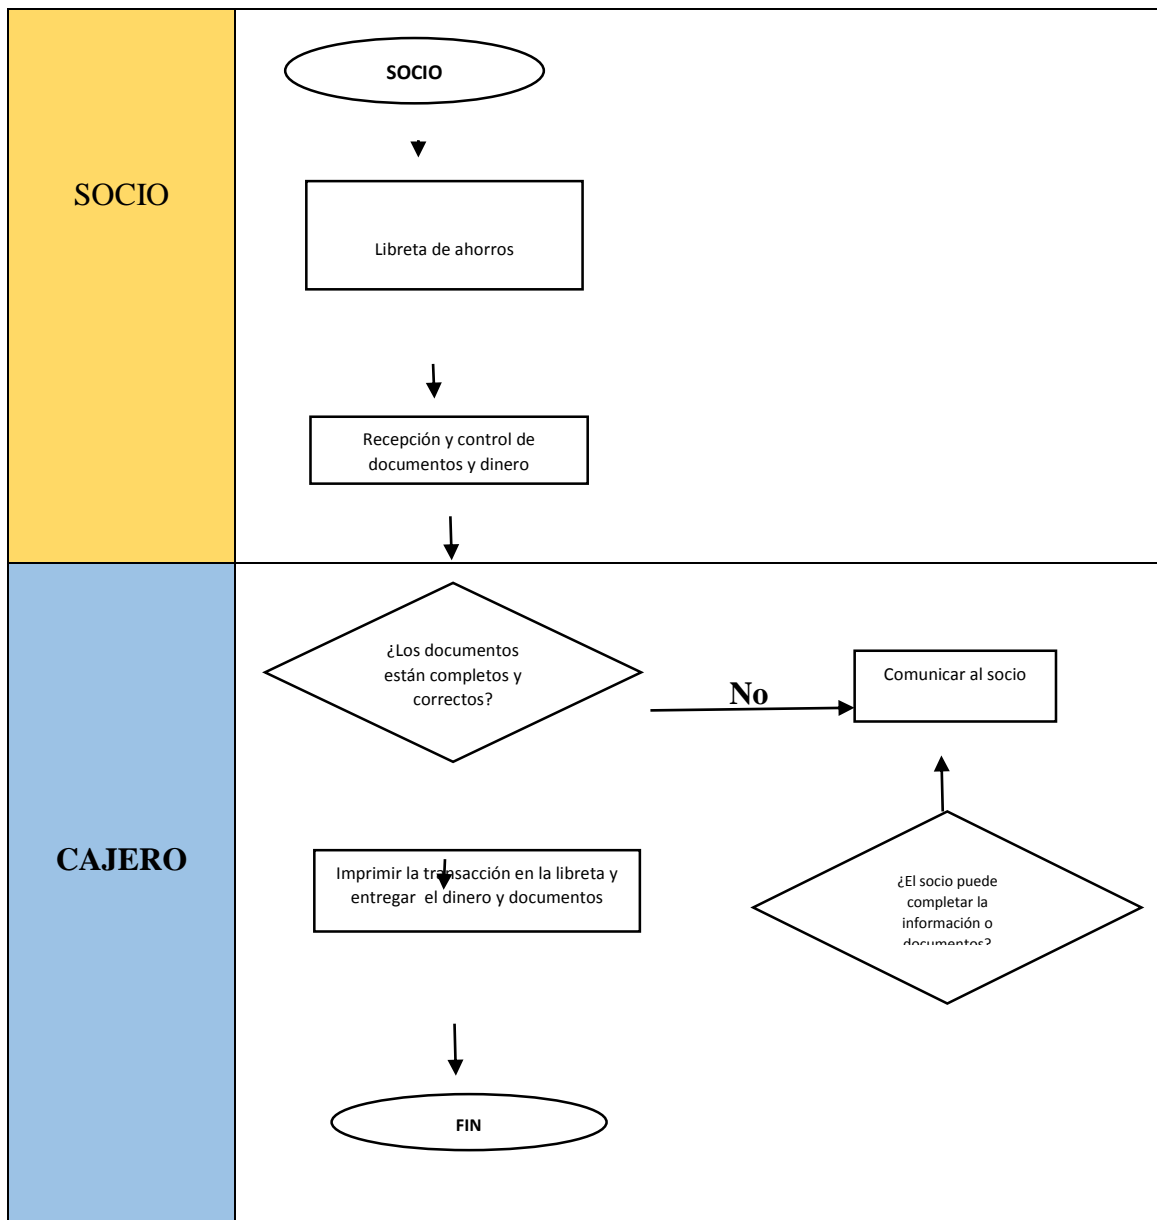 SOCIO
SOCIO
Libreta de ahorros
Recepción y control de
documentos y dinero
CAJERO
¿Los documentos
están completos y
correctos?
No
Comunicar al socio
Imprimir la transacción en la libreta y
entregar  el dinero y documentos
¿El socio puede
completar la
información o
documentos?
FIN